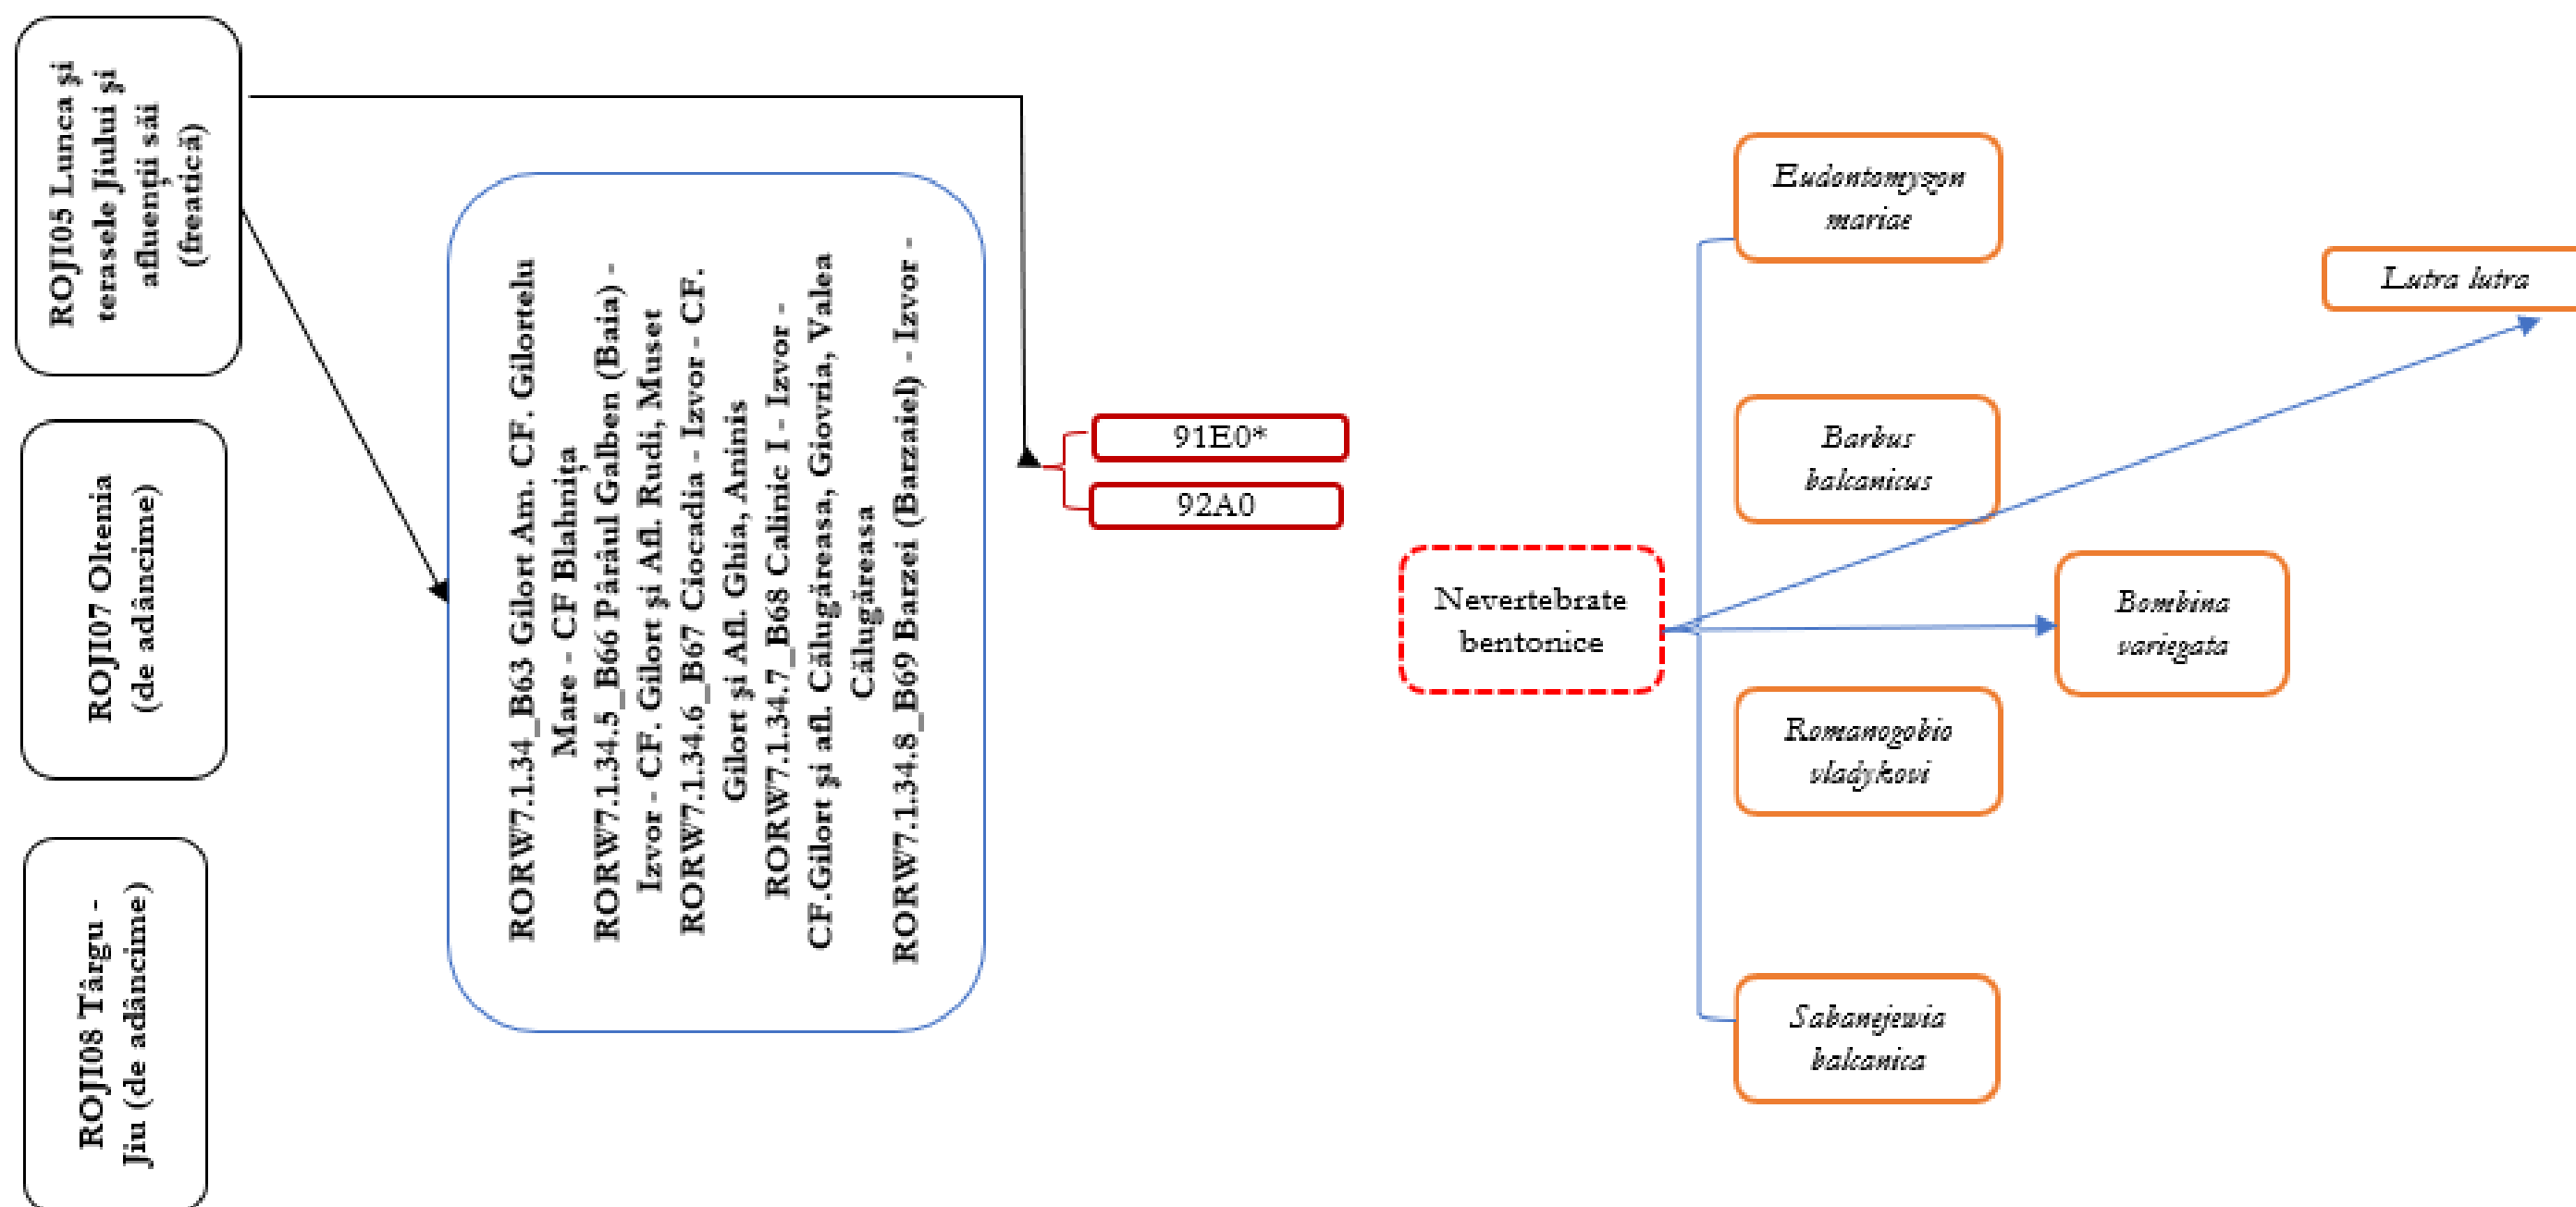 ROJI05 Lunca și
terasele Jiului și
afluenții săi
(freatică)
ROJI07 Oltenia
(de adâncime)
ROJI08 Târgu -
Jiu (de adâncime)
RORW7.1.34_B63 Gilort Am. CF. Gilortelu
Mare - CF Blahnița
RORW7.1.34.5_B66 Pârâul Galben (Baia) -
Izvor - CF. Gilort și Afl. Rudi, Muset
RORW7.1.34.6_B67 Ciocadia - Izvor - CF.
Gilort și Afl. Ghia, Aninis
RORW7.1.34.7_B68 Calinic I - Izvor -
CF.Gilort și afl. Călugăreasa, Giovria, Valea
Călugăreasa
RORW7.1.34.8_B69 Barzei (Barzaiel) - Izvor -
91E0*
92A0
Nevertebrate
bentonice
Eudontomyzon
mariae
Barbus
balcanicus
Romanogobio
vladykovi
Sabanejewia
balcanica
Bombina
variegata
Lutra lutra